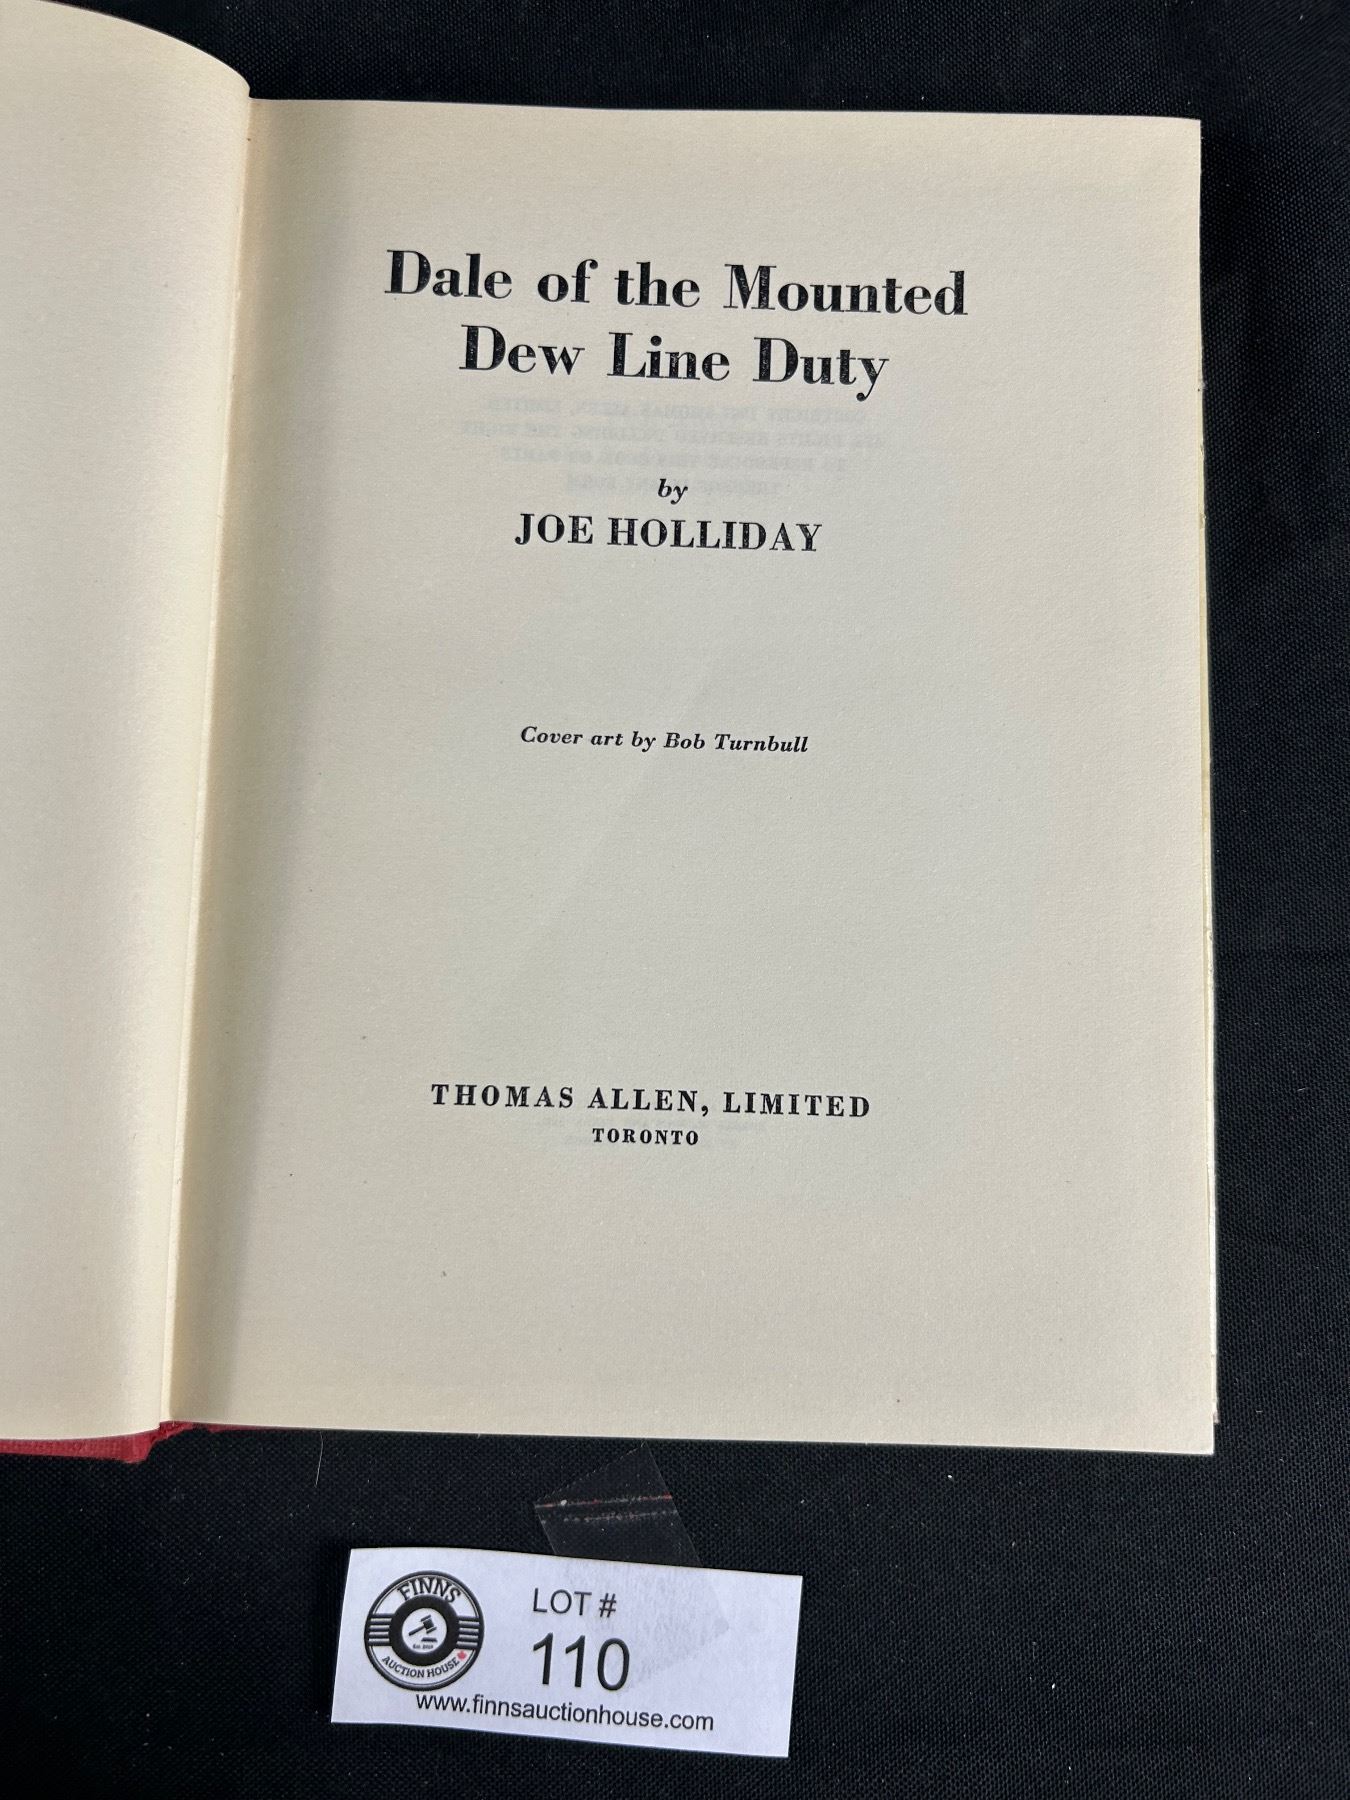 Dale of the Mounted
Dew Line Duty
by
JOE HOLLIDAY
Cover art by Bob Turnbull
THOMAS ALLEN, LIMITED
TORONTO
FINNS
AUCTION HOUSE
LOT #
110
www.finnsauctionhouse.com